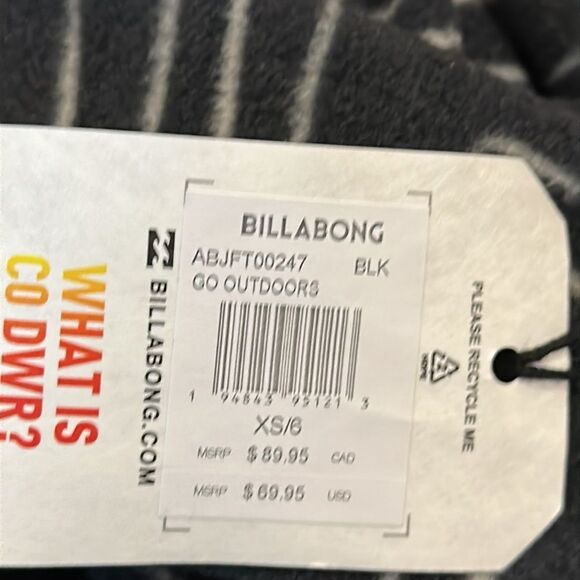 BILLABONG
ABJFT00247 BLK
GO OUTDOORS
1 94843 95121 3
XS/6
MSRP $89.95 CAD
MSRP $69.95 USD
BILLABONG.COM
WHAT IS
CO DWR?
PLEASE RECYCLE ME